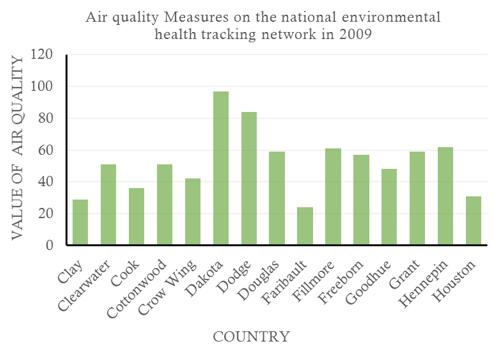 Air quality Measures on the national environmental
health tracking network in 2009
VALUE OF AIR QUALITY
120
100
80
60
40
20
0
Clay
Clearwater
Cook
Cottonwood
Crow Wing
Dakota
Dodge
Douglas
Faribault
Fillmore
Freeborn
Goodhue
Grant
Hennepin
Houston
COUNTRY